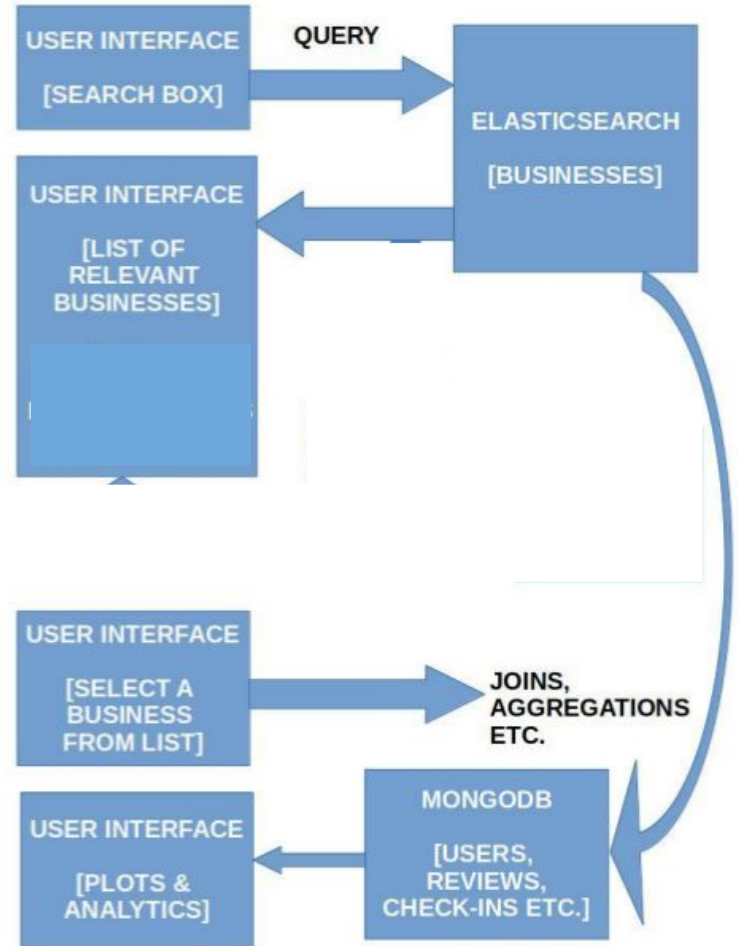 USER INTERFACE
[SEARCH BOX]
QUERY
ELASTICSEARCH
[BUSINESSES]
USER INTERFACE
[LIST OF
RELEVANT
BUSINESSES]
USER INTERFACE
[SELECT A
BUSINESS
FROM LIST]
JOINS,
AGGREGATIONS
ETC.
USER INTERFACE
[PLOTS &
ANALYTICS]
MONGODB
[USERS,
REVIEWS,
CHECK-INS ETC.]